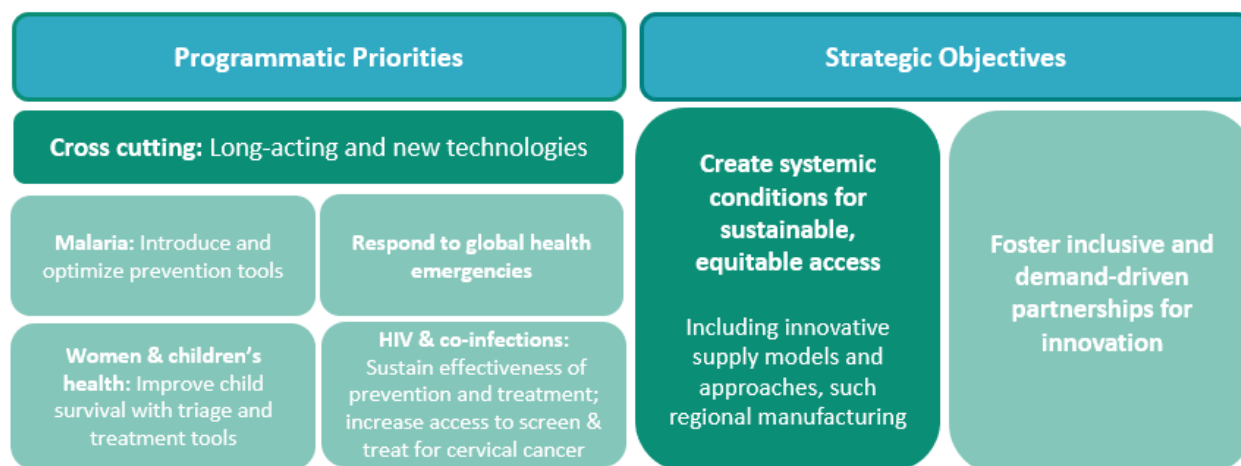 Programmatic Priorities
Strategic Objectives
Cross cutting: Long-acting and new technologies
Malaria: Introduce and
optimize prevention tools
Respond to global health
emergencies
Women & children's
health: Improve child
survival with triage and
treatment tools
HIV & co-infections:
Sustain effectiveness of
prevention and treatment;
increase access to screen &
treat for cervical cancer
Create systemic
conditions for
sustainable,
equitable access
Including innovative
supply models and
approaches, such
regional manufacturing
Foster inclusive and
demand-driven
partnerships for
innovation